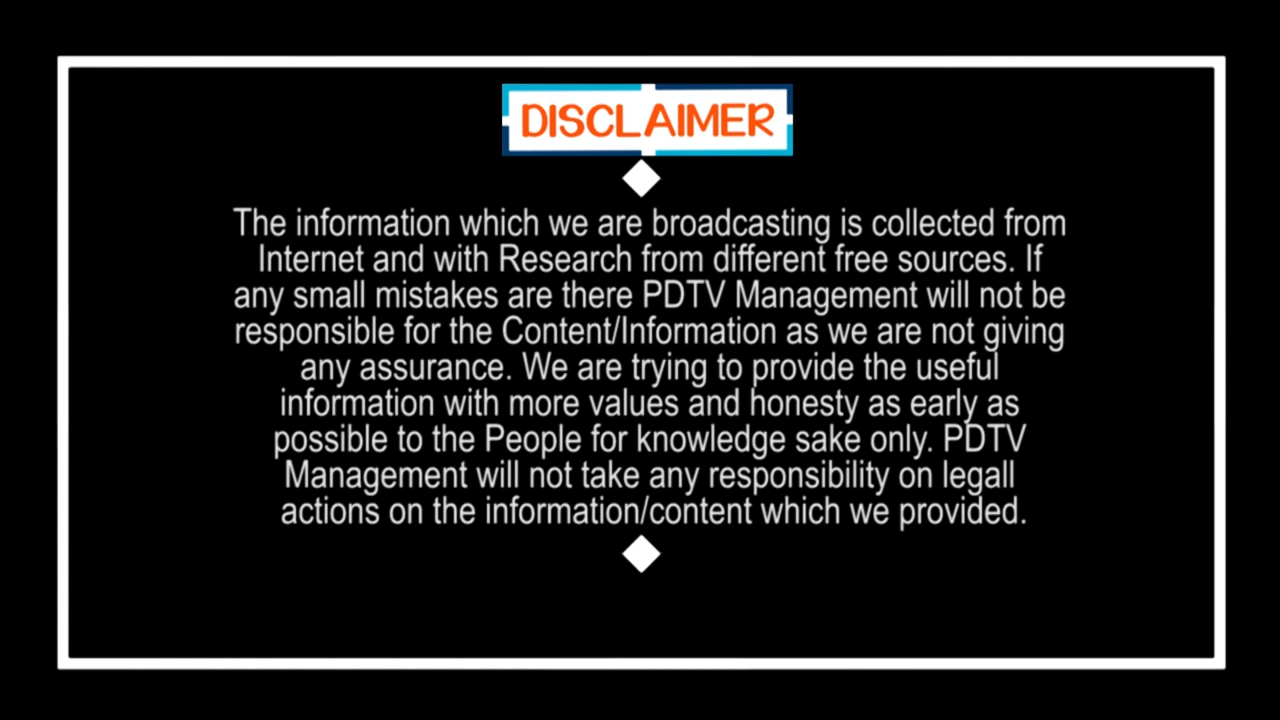 DISCLAIMER
The information which we are broadcasting is collected from
Internet and with Research from different free sources. If
any small mistakes are there PDTV Management will not be
responsible for the Content/Information as we are not giving
any assurance. We are trying to provide the useful
information with more values and honesty as early as
possible to the People for knowledge sake only. PDTV
Management will not take any responsibility on legall
actions on the information/content which we provided.